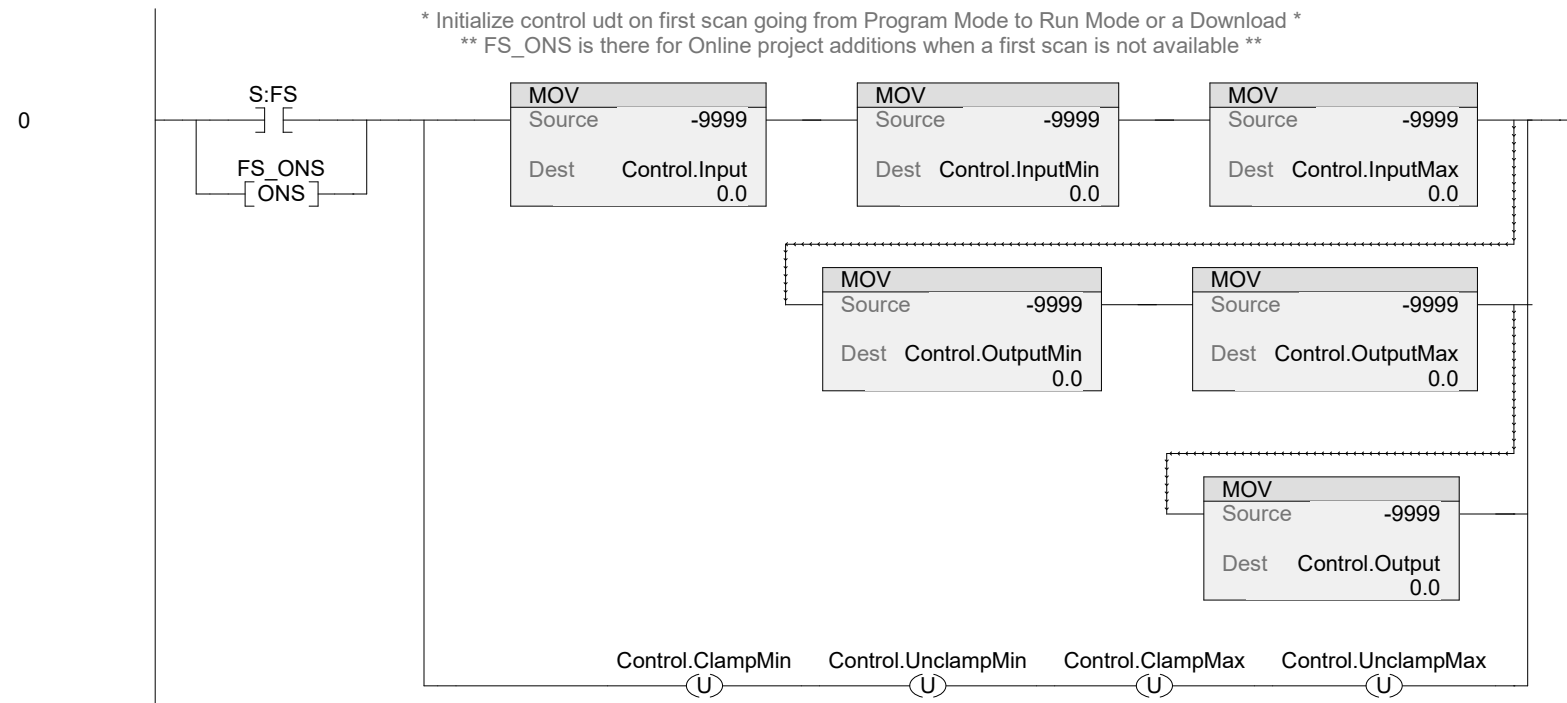 * Initialize control udt on first scan going from Program Mode to Run Mode or a Download *
** FS_ONS is there for Online project additions when a first scan is not available **
0
S:FS
FS_ONS
ONS
MOV
Source -9999
Dest Control.Input
0.0
MOV
Source -9999
Dest Control.InputMin
0.0
MOV
Source -9999
Dest Control.InputMax
0.0
MOV
Source -9999
Dest Control.OutputMin
0.0
MOV
Source -9999
Dest Control.OutputMax
0.0
MOV
Source -9999
Dest Control.Output
0.0
Control.ClampMin Control.UnclampMin Control.ClampMax Control.UnclampMax
U U U U